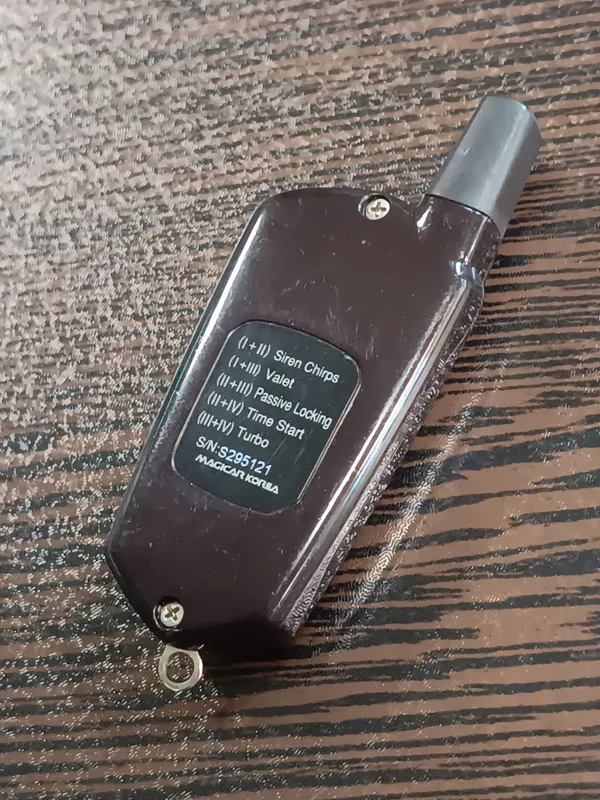 (I+II) Siren Chirps
(I+III) Valet
(II+III) Passive Locking
(II+IV) Time Start
(III+IV) Turbo
S/N:S295121
MAGICAR KOREA